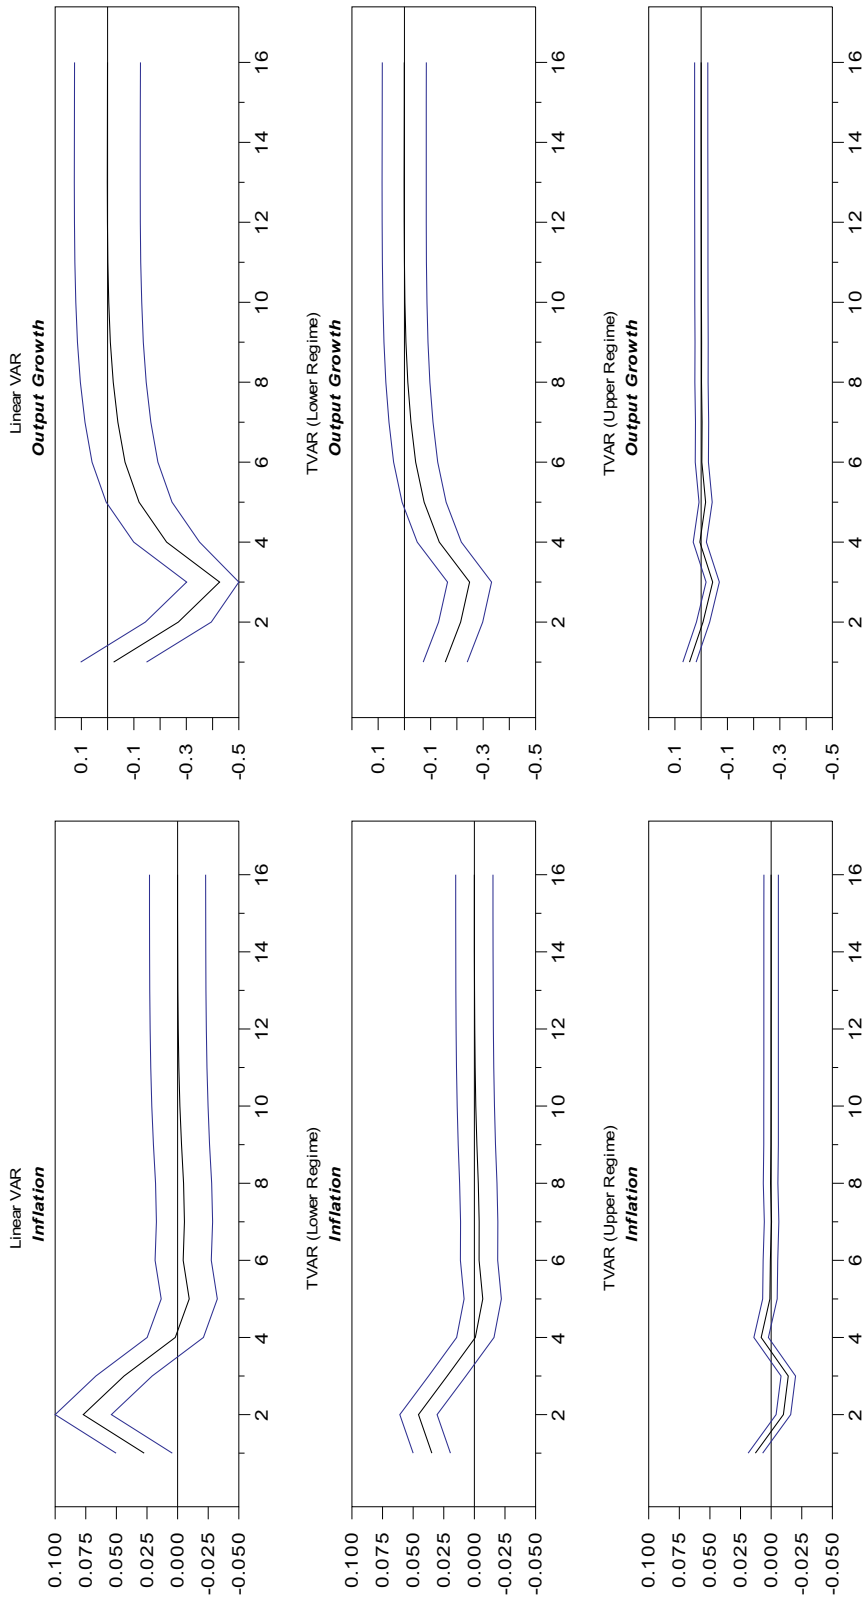 Linear VAR
Inflation
0.100
0.075
0.050
0.025
0.000
-0.025
-0.050
2 4 6 8 10 12 14 16
Linear VAR
Output Growth
0.1
-0.1
-0.3
-0.5
2 4 6 8 10 12 14 16
TVAR (Lower Regime)
Inflation
0.100
0.075
0.050
0.025
0.000
-0.025
-0.050
2 4 6 8 10 12 14 16
TVAR (Lower Regime)
Output Growth
0.1
-0.1
-0.3
-0.5
2 4 6 8 10 12 14 16
TVAR (Upper Regime)
Inflation
0.100
0.075
0.050
0.025
0.000
-0.025
-0.050
2 4 6 8 10 12 14 16
TVAR (Upper Regime)
Output Growth
0.1
-0.1
-0.3
-0.5
2 4 6 8 10 12 14 16